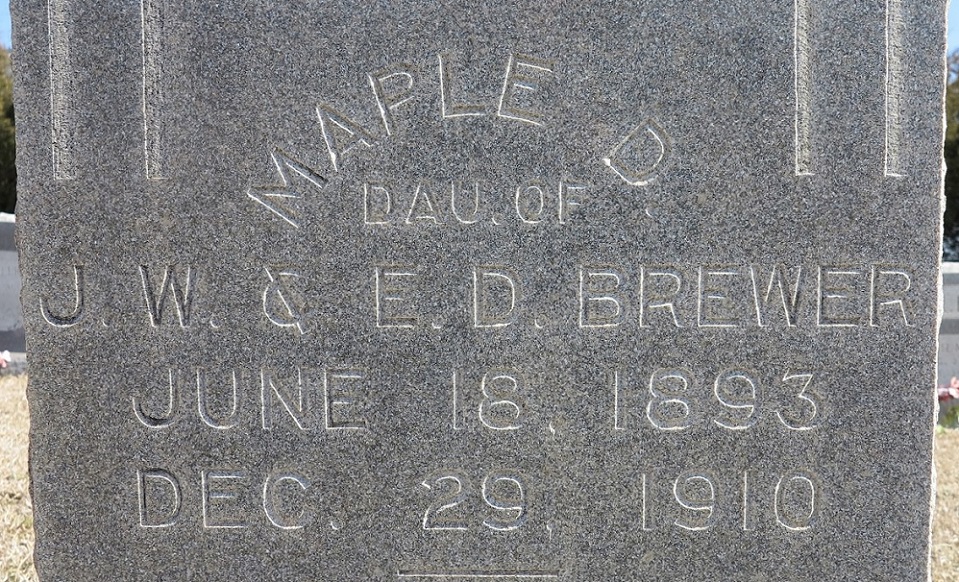 MAPLE D.
DAU. OF
J. W. & E. D. BREWER
JUNE 18, 1893
DEC. 29, 1910